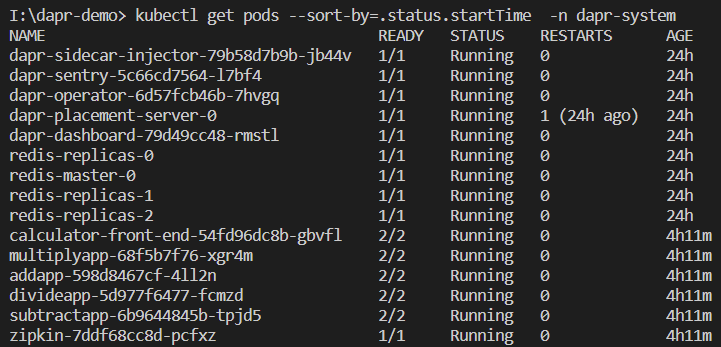 I:\dapr-demo> kubectl get pods --sort-by=.status.startTime  -n dapr-system
NAME                                    READY   STATUS    RESTARTS      AGE
dapr-sidecar-injector-79b58d7b9b-jb44v   1/1     Running   0             24h
dapr-sentry-5c66cd7564-l7bf4             1/1     Running   0             24h
dapr-operator-6d57fcb46b-7hvgq           1/1     Running   0             24h
dapr-placement-server-0                  1/1     Running   1 (24h ago)   24h
dapr-dashboard-79d49cc48-rmstl           1/1     Running   0             24h
redis-replicas-0                         1/1     Running   0             24h
redis-master-0                           1/1     Running   0             24h
redis-replicas-1                         1/1     Running   0             24h
redis-replicas-2                         1/1     Running   0             24h
calculator-front-end-54fd96dc8b-gbvfl    2/2     Running   0             4h11m
multiplyapp-68f5b7f76-xgr4m              2/2     Running   0             4h11m
addapp-598d8467cf-4ll2n                  2/2     Running   0             4h11m
divideapp-5d977f6477-fcmzd               2/2     Running   0             4h11m
subtractapp-6b9644845b-tpjd5             2/2     Running   0             4h11m
zipkin-7ddf68cc8d-pcfxz                  1/1     Running   0             4h11m